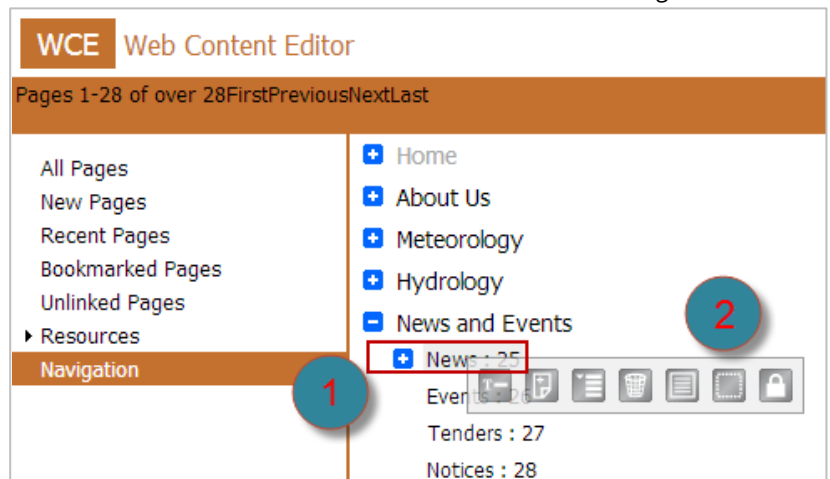 WCE Web Content Editor
Pages 1-28 of over 28FirstPreviousNextLast
All Pages
New Pages
Recent Pages
Bookmarked Pages
Unlinked Pages
Resources
Navigation
Home
About Us
Meteorology
Hydrology
News and Events
News : 25
Events : 26
Tenders : 27
Notices : 28
1
2